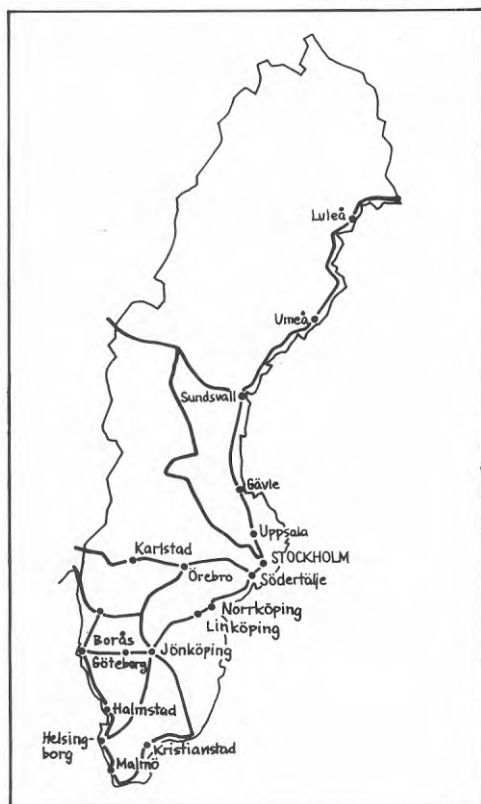 Luleå
Umeå
Sundsvall
Gävle
Uppsala
STOCKHOLM
Karlstad
Örebro
Södertälje
Norrköping
Linköping
Borås
Göteborg
Jönköping
Halmstad
Helsing-
borg
Kristianstad
Malmö